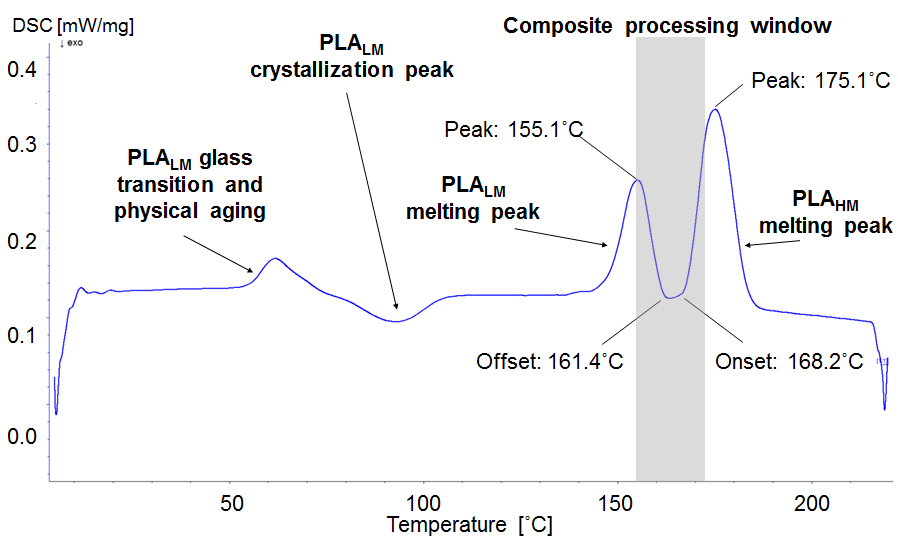 DSC [mW/mg]
↓ exo
Composite processing window
PLALM
crystallization peak
Peak: 175.1˚C
Peak: 155.1˚C
PLALM glass
transition and
physical aging
PLALM
melting peak
PLAHM
melting peak
Offset: 161.4˚C
Onset: 168.2˚C
0.4
0.3
0.2
0.1
0.0
50
100
150
200
Temperature [˚C]